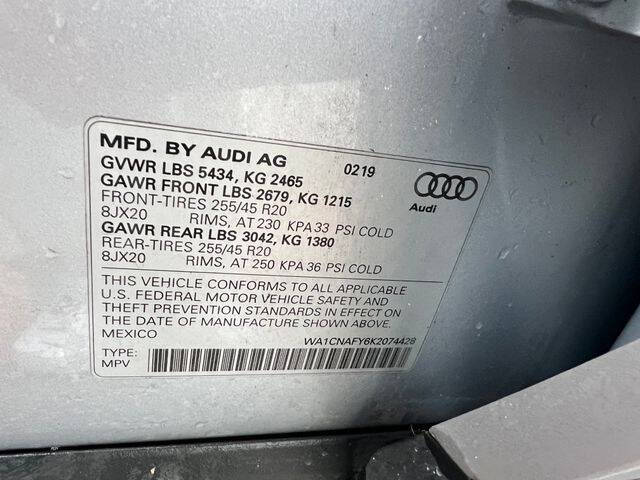 MFD. BY AUDI AG 0219
GVWR LBS 5434, KG 2465
GAWR FRONT LBS 2679, KG 1215
FRONT-TIRES 255/45 R20
8JX20 RIMS, AT 230 KPA 33 PSI COLD
GAWR REAR LBS 3042, KG 1380
REAR-TIRES 255/45 R20
8JX20 RIMS, AT 250 KPA 36 PSI COLD
Audi
THIS VEHICLE CONFORMS TO ALL APPLICABLE
U.S. FEDERAL MOTOR VEHICLE SAFETY AND
THEFT PREVENTION STANDARDS IN EFFECT ON
THE DATE OF MANUFACTURE SHOWN ABOVE.
MEXICO
WA1CNAFY6K2074428
TYPE:
MPV